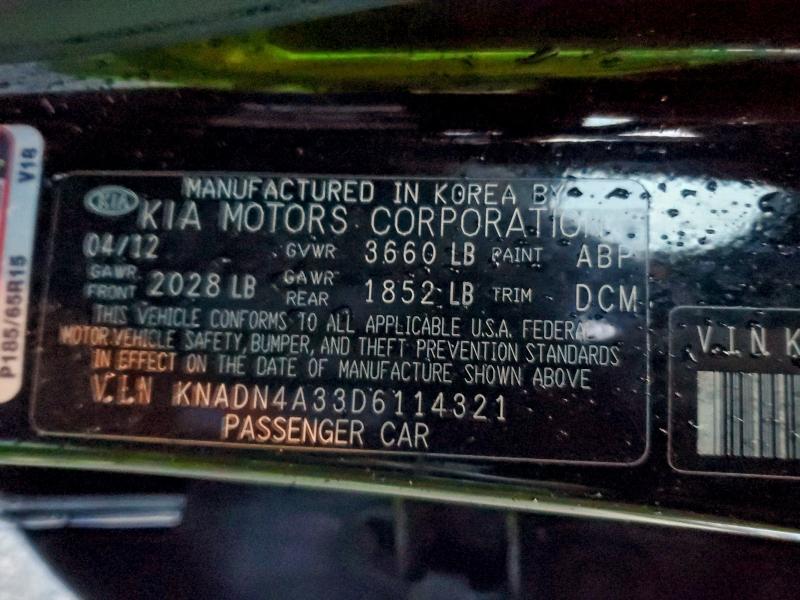 V18
P185/65R15
KIA
MANUFACTURED IN KOREA BY
KIA MOTORS CORPORATION
04/12 GVWR 3660 LB PAINT ABP
GAWR FRONT 2028 LB GAWR REAR 1852 LB TRIM DCM
THIS VEHICLE CONFORMS TO ALL APPLICABLE U.S.A. FEDERAL
MOTOR VEHICLE SAFETY, BUMPER, AND THEFT PREVENTION STANDARDS
IN EFFECT ON THE DATE OF MANUFACTURE SHOWN ABOVE
V.I.N KNADN4A33D6114321
PASSENGER CAR
VIN K